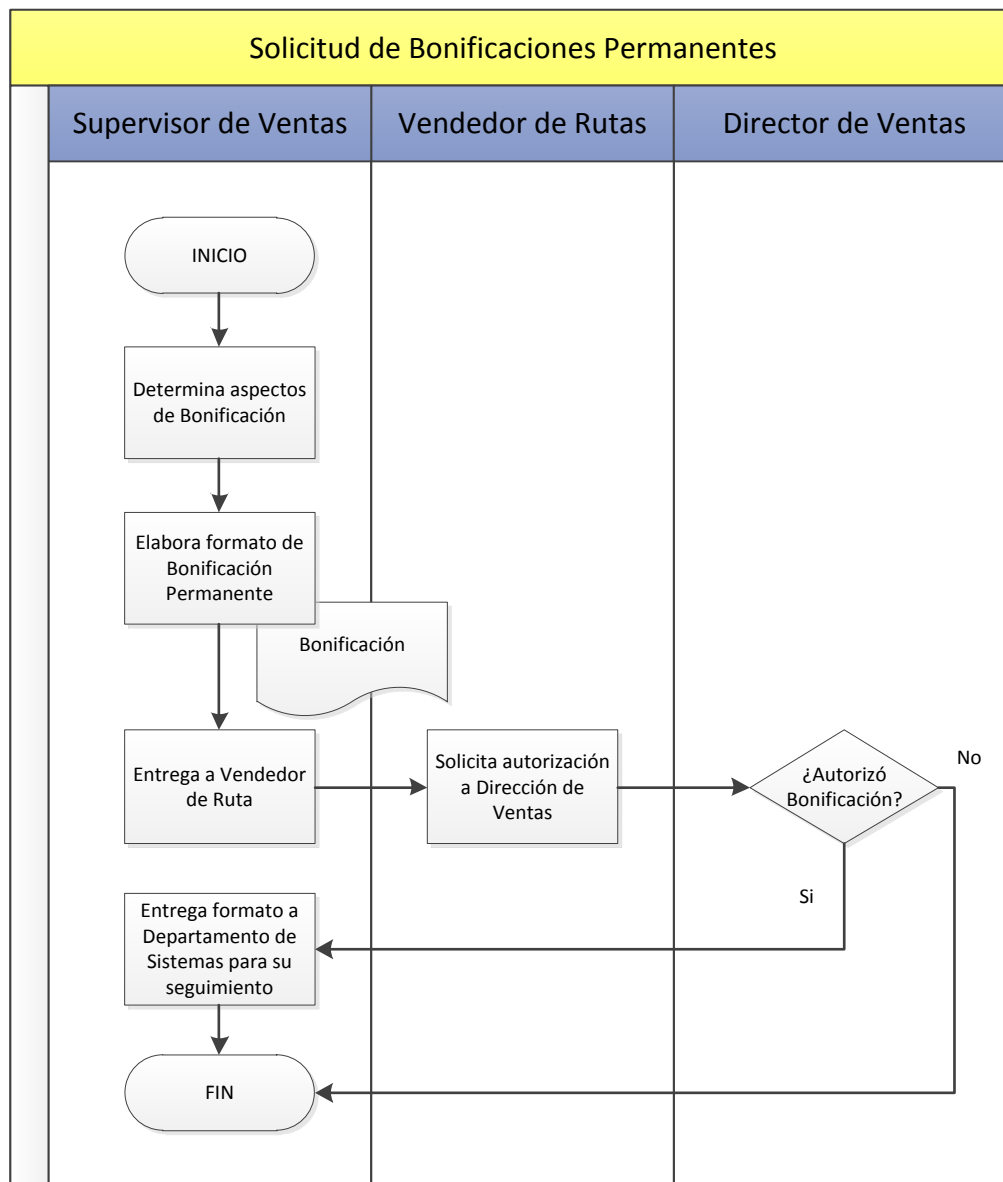 Solicitud de Bonificaciones Permanentes
Supervisor de Ventas
Vendedor de Rutas
Director de Ventas
INICIO
Determina aspectos
de Bonificación
Elabora formato de
Bonificación
Permanente
Bonificación
Entrega a Vendedor
de Ruta
Solicita autorización
a Dirección de
Ventas
¿Autorizó
Bonificación?
No
Si
Entrega formato a
Departamento de
Sistemas para su
seguimiento
FIN